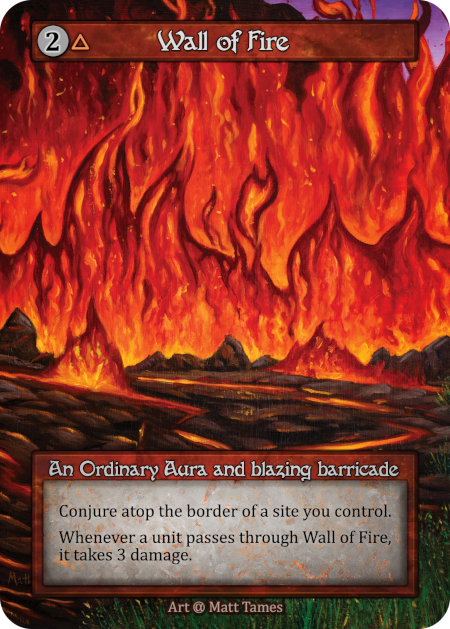 2 Wall of Fire
An Ordinary Aura and blazing barricade
Conjure atop the border of a site you control.
Whenever a unit passes through Wall of Fire,
it takes 3 damage.
Art @ Matt Tames